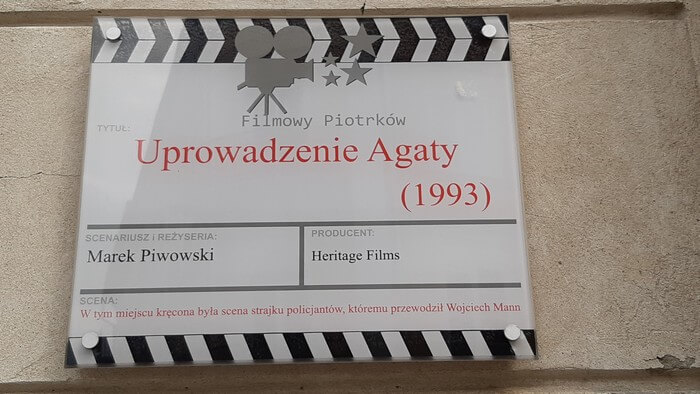 Filmowy Piotrków
TYTUŁ:
Uprowadzenie Agaty
(1993)
SCENARIUSZ i REŻYSERIA:
Marek Piwowski
PRODUCENT:
Heritage Films
SCENA:
W tym miejscu kręcona była scena strajku policjantów, któremu przewodził Wojciech Mann